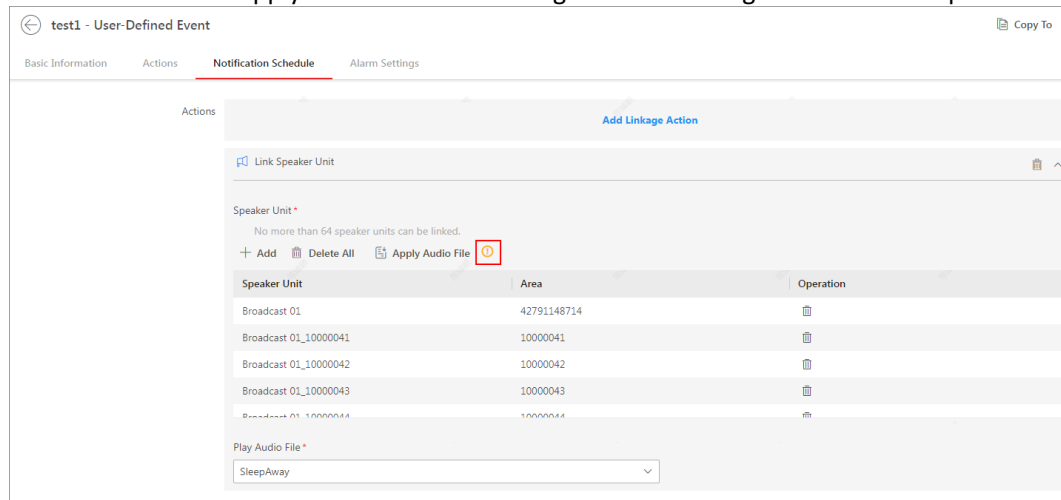 test1 - User-Defined Event Copy To
Basic Information Actions Notification Schedule Alarm Settings
Actions
Add Linkage Action
Link Speaker Unit
Speaker Unit *
No more than 64 speaker units can be linked.
+ Add Delete All Apply Audio File
Speaker Unit Area Operation
Broadcast 01 42791148714
Broadcast 01_10000041 10000041
Broadcast 01_10000042 10000042
Broadcast 01_10000043 10000043
Broadcast 01_10000044 10000044
Play Audio File *
SleepAway